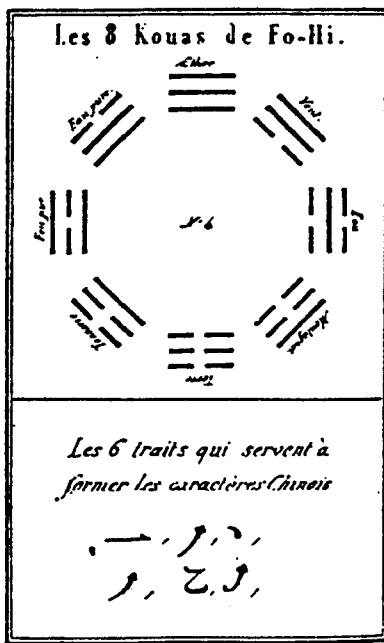 Les 8 Kouas de Fo-Hi.
Ether
Eau pure.
Vent.
Feu pur
Eau
N. 6
Tonnerre
Montagne
Terre
Les 6 traits qui servent à
former les caractères Chinois